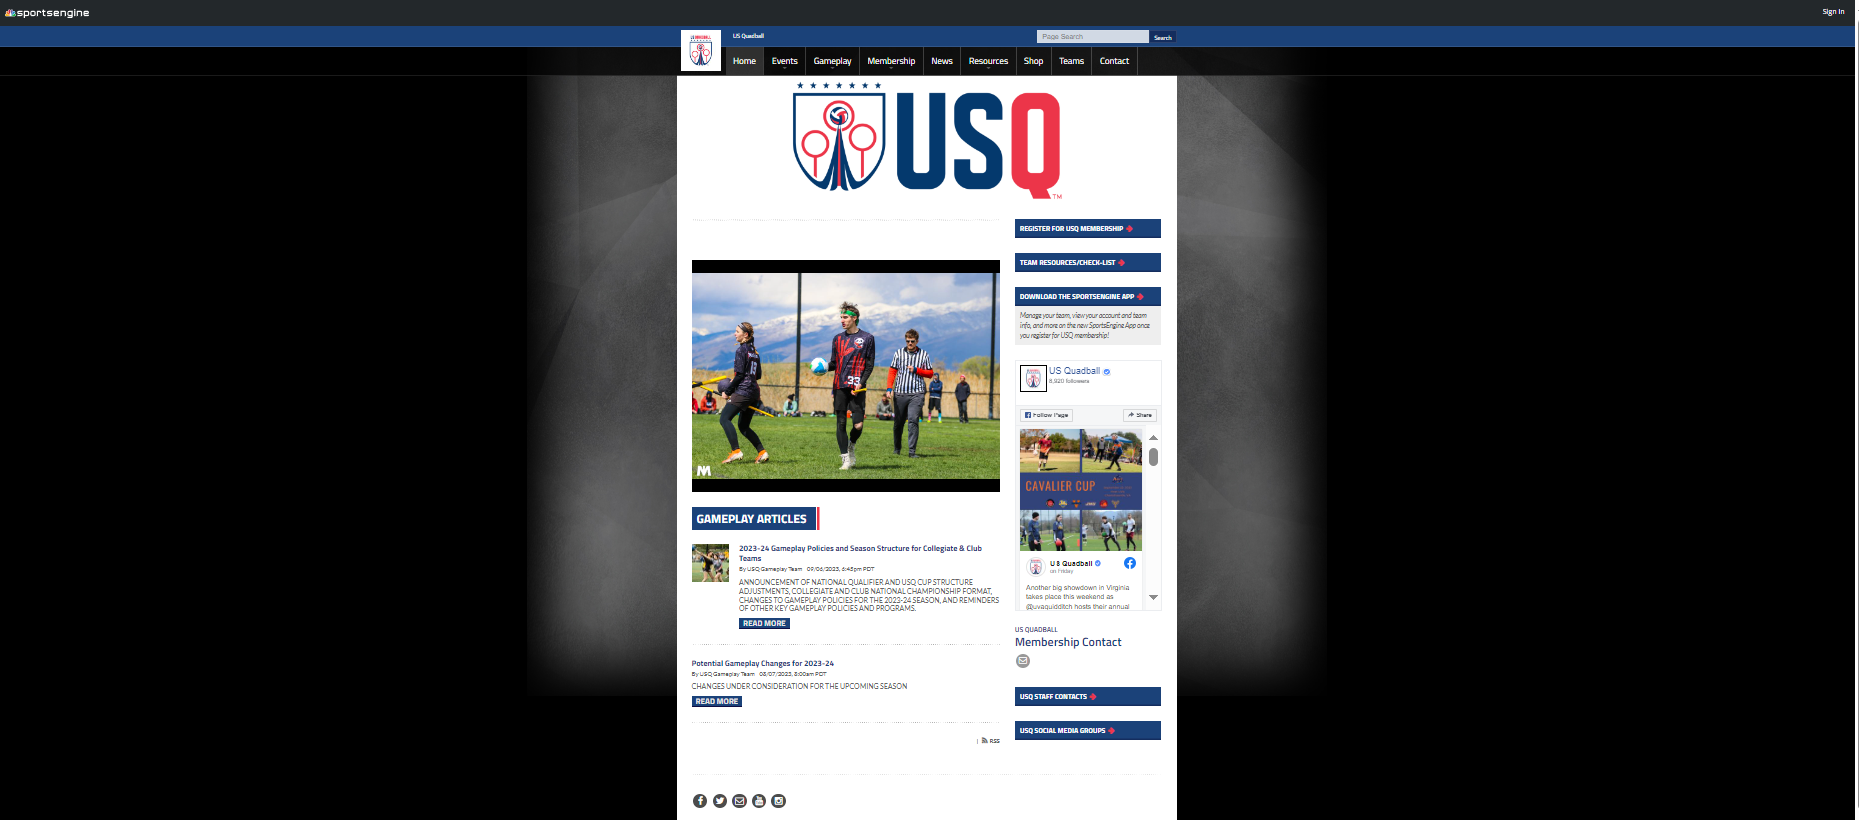 sportsengine
Sign In
US Quadball
Page Search
Search
Home
Events
Gameplay
Membership
News
Resources
Shop
Teams
Contact
USQ
TM
REGISTER FOR USQ MEMBERSHIP
TEAM RESOURCES/CHECK-LIST
DOWNLOAD THE SPORTSENGINE APP
Manage your team, view your account and team
info, and more on the new SportsEngine App once
you register for USQ membership!
33
M
US Quadball
8,920 followers
Follow Page
Share
CAVALIER CUP
US Quadball
on Friday
Another big showdown in Virginia
takes place this weekend as
@uvaquidditch hosts their annual
GAMEPLAY ARTICLES
2023-24 Gameplay Policies and Season Structure for Collegiate & Club
Teams
By USQ Gameplay Team 09/06/2023, 6:45pm PDT
ANNOUNCEMENT OF NATIONAL QUALIFIER AND USQ CUP STRUCTURE
ADJUSTMENTS, COLLEGIATE AND CLUB NATIONAL CHAMPIONSHIP FORMAT,
CHANGES TO GAMEPLAY POLICIES FOR THE 2023-24 SEASON, AND REMINDERS
OF OTHER KEY GAMEPLAY POLICIES AND PROGRAMS.
READ MORE
Potential Gameplay Changes for 2023-24
By USQ Gameplay Team 08/07/2023, 8:00am PDT
CHANGES UNDER CONSIDERATION FOR THE UPCOMING SEASON
READ MORE
| RSS
US QUADBALL
Membership Contact
USQ STAFF CONTACTS
USQ SOCIAL MEDIA GROUPS